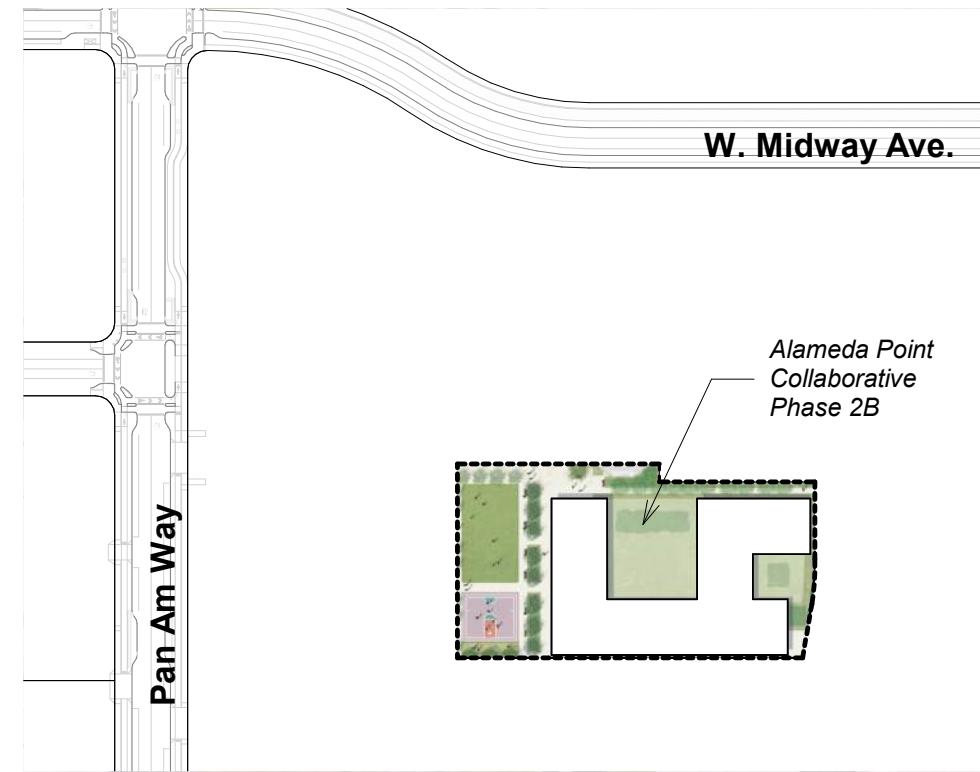 W. Midway Ave.
Alameda Point
Collaborative
Phase 2B
Pan Am Way